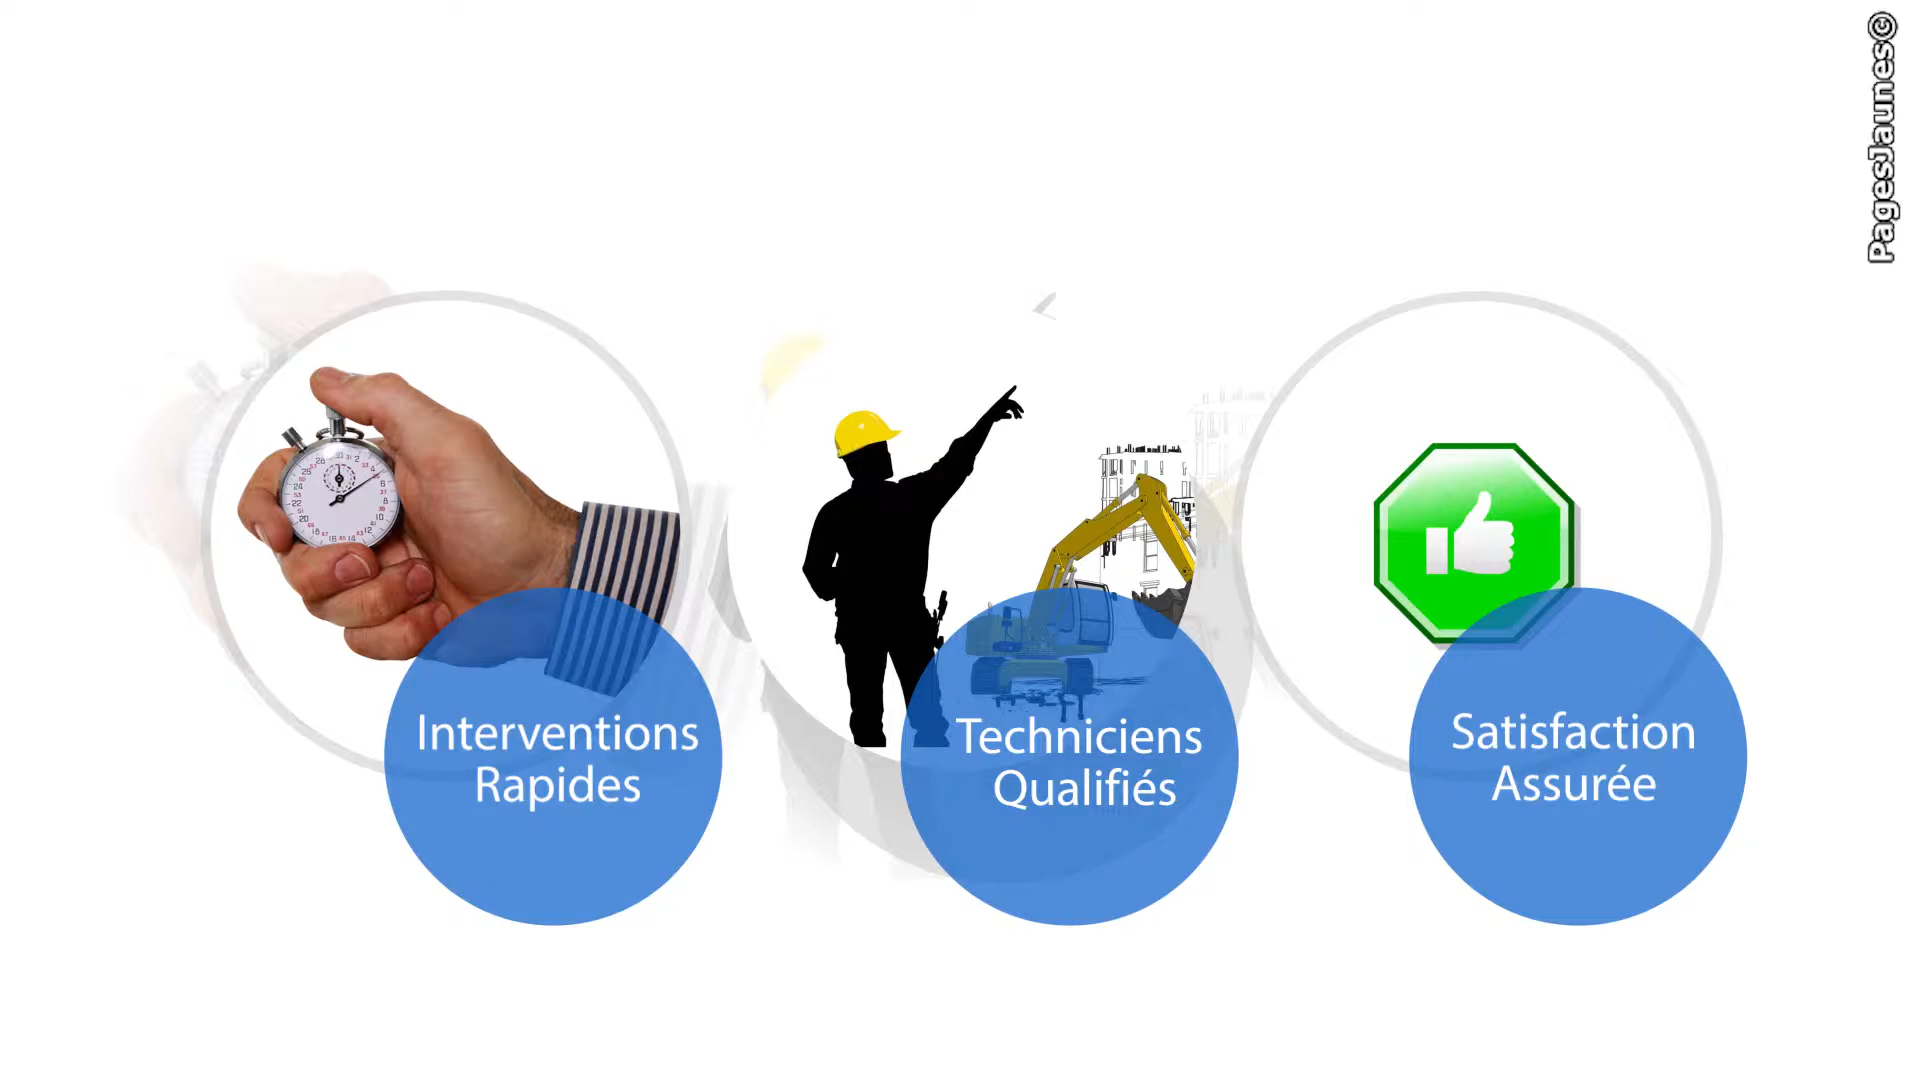 PagesJaunes©
Interventions
Rapides
Techniciens
Qualifiés
Satisfaction
Assurée